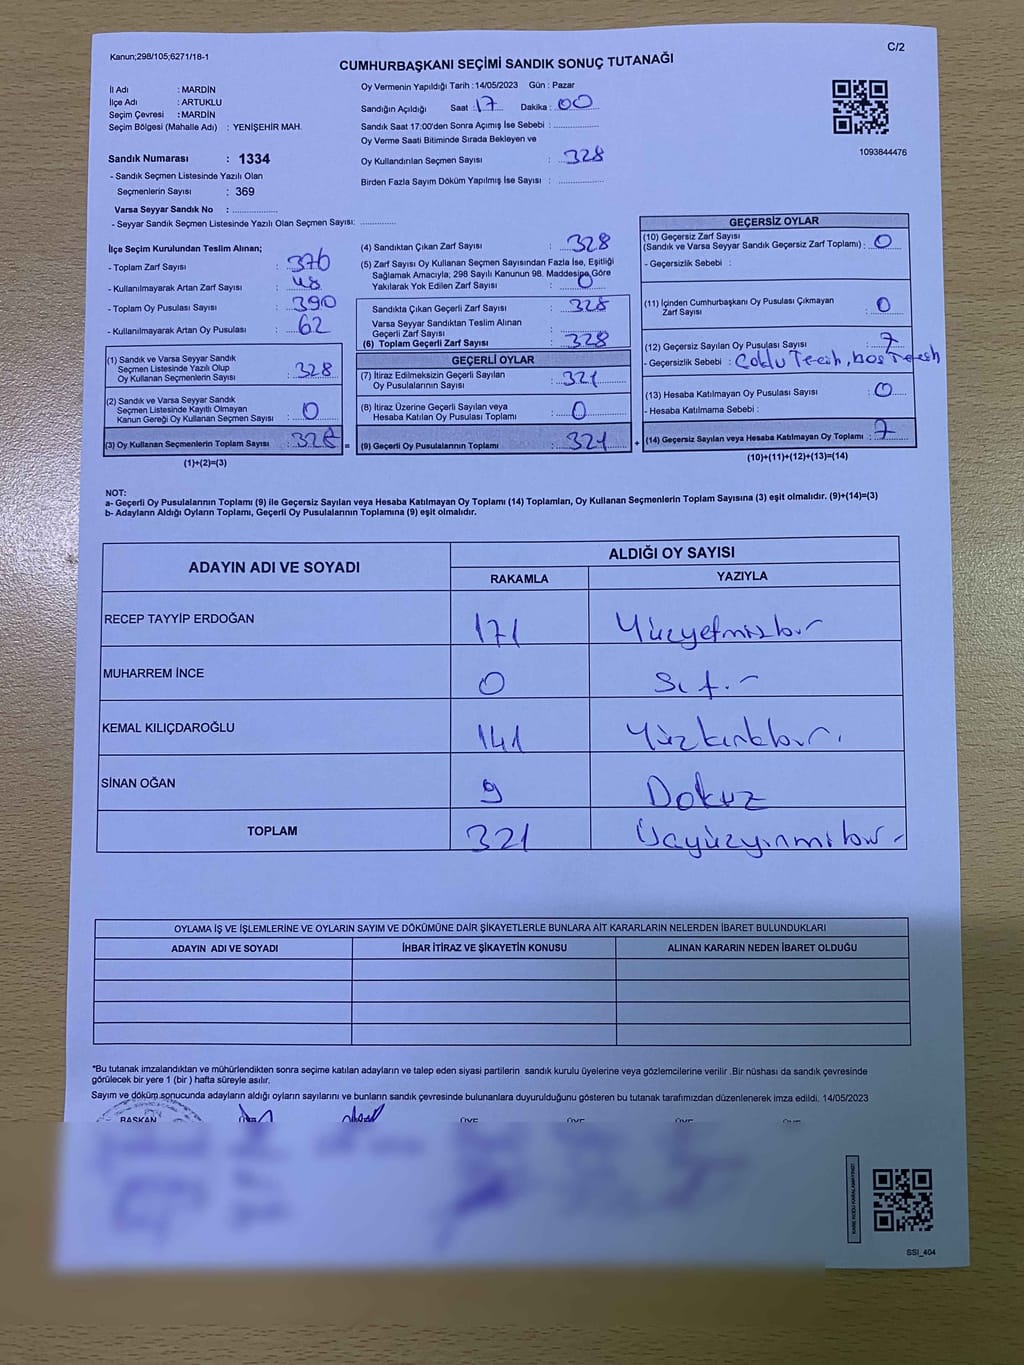 Kanun;298/105;6271/18-1
C/2
CUMHURBAŞKANI SEÇİMİ SANDIK SONUÇ TUTANAĞI
İl Adı : MARDİN
İlçe Adı : ARTUKLU
Seçim Çevresi : MARDİN
Seçim Bölgesi (Mahalle Adı) : YENİŞEHİR MAH.
Sandık Numarası : 1334
- Sandık Seçmen Listesinde Yazılı Olan
Seçmenlerin Sayısı : 369
Varsa Seyyar Sandık No : ................
- Seyyar Sandık Seçmen Listesinde Yazılı Olan Seçmen Sayısı: .............
Oy Vermenin Yapıldığı Tarih :14/05/2023 Gün : Pazar
Sandığın Açıldığı Saat : 17 Dakika : 00
Sandık Saat 17:00'den Sonra Açımış İse Sebebi : ................
Oy Verme Saati Bitiminde Sırada Bekleyen ve
Oy Kullandırılan Seçmen Sayısı : 328
Birden Fazla Sayım Döküm Yapılmış İse Sayısı : ................
1093844476
İlçe Seçim Kurulundan Teslim Alınan;
- Toplam Zarf Sayısı : 376
- Kullanılmayarak Artan Zarf Sayısı : 48
- Toplam Oy Pusulası Sayısı : 390
- Kullanılmayarak Artan Oy Pusulası : 62
(1) Sandık ve Varsa Seyyar Sandık
Seçmen Listesinde Yazılı Olup
Oy Kullanan Seçmenlerin Sayısı : 328
(2) Sandık ve Varsa Seyyar Sandık
Seçmen Listesinde Kayıtlı Olmayan
Kanun Gereği Oy Kullanan Seçmen Sayısı : 0
(3) Oy Kullanan Seçmenlerin Toplam Sayısı : 328 =
(1)+(2)=(3)
(4) Sandıktan Çıkan Zarf Sayısı : 328
(5) Zarf Sayısı Oy Kullanan Seçmen Sayısından Fazla İse, Eşitliği
Sağlamak Amacıyla; 298 Sayılı Kanunun 98. Maddesine Göre
Yakılarak Yok Edilen Zarf Sayısı : 0
Sandıkta Çıkan Geçerli Zarf Sayısı : 328
Varsa Seyyar Sandıktan Teslim Alınan
Geçerli Zarf Sayısı :
(6) Toplam Geçerli Zarf Sayısı : 328
GEÇERLİ OYLAR
(7) İtiraz Edilmeksizin Geçerli Sayılan
Oy Pusulalarının Sayısı : 321
(8) İtiraz Üzerine Geçerli Sayılan veya
Hesaba Katılan Oy Pusulası Toplamı : 0
(9) Geçerli Oy Pusulalarının Toplamı : 321 +
GEÇERSİZ OYLAR
(10) Geçersiz Zarf Sayısı
(Sandık ve Varsa Seyyar Sandık Geçersiz Zarf Toplamı) : 0
- Geçersizlik Sebebi :
(11) İçinden Cumhurbaşkanı Oy Pusulası Çıkmayan
Zarf Sayısı : 0
(12) Geçersiz Sayılan Oy Pusulası Sayısı : 7
- Geçersizlik Sebebi :
(13) Hesaba Katılmayan Oy Pusulası Sayısı : 0
- Hesaba Katılmama Sebebi :
(14) Geçersiz Sayılan veya Hesaba Katılmayan Oy Toplamı : 7
(10)+(11)+(12)+(13)=(14)
NOT:
a- Geçerli Oy Pusulalarının Toplamı (9) ile Geçersiz Sayılan veya Hesaba Katılmayan Oy Toplamı (14) Toplamları, Oy Kullanan Seçmenlerin Toplam Sayısına (3) eşit olmalıdır. (9)+(14)=(3)
b- Adayların Aldığı Oyların Toplamı, Geçerli Oy Pusulalarının Toplamına (9) eşit olmalıdır.
ADAYIN ADI VE SOYADI
ALDIĞI OY SAYISI
RAKAMLA YAZIYLA
RECEP TAYYİP ERDOĞAN 171 Yüzyetmişbir
MUHARREM İNCE 0 Sıfır
KEMAL KILIÇDAROĞLU 141 Yüzkırkbir.
SİNAN OĞAN 9 Dokuz
TOPLAM 321 Üçyüzyirmibir
OYLAMA İŞ VE İŞLEMLERİNE VE OYLARIN SAYIM VE DÖKÜMÜNE DAİR ŞİKAYETLERLE BUNLARA AİT KARARLARIN NELERDEN İBARET BULUNDUKLARI
ADAYIN ADI VE SOYADI İHBAR İTİRAZ VE ŞİKAYETİN KONUSU ALINAN KARARIN NEDEN İBARET OLDUĞU
*Bu tutanak imzalandıktan ve mühürlendikten sonra seçime katılan adayların ve talep eden siyasi partilerin sandık kurulu üyelerine veya gözlemcilerine verilir .Bir nüshası da sandık çevresinde
görülecek bir yere 1 (bir ) hafta süreyle asılır.
Sayım ve döküm sonucunda adayların aldığı oyların sayılarını ve bunların sandık çevresinde bulunanlara duyurulduğunu gösteren bu tutanak tarafımızdan düzenlenerek imza edildi. 14/05/2023
BAŞKAN ÜYE ÜYE ÜYE ÜYE
KARE KODU KARALAMAYINIZ!
SSI_404